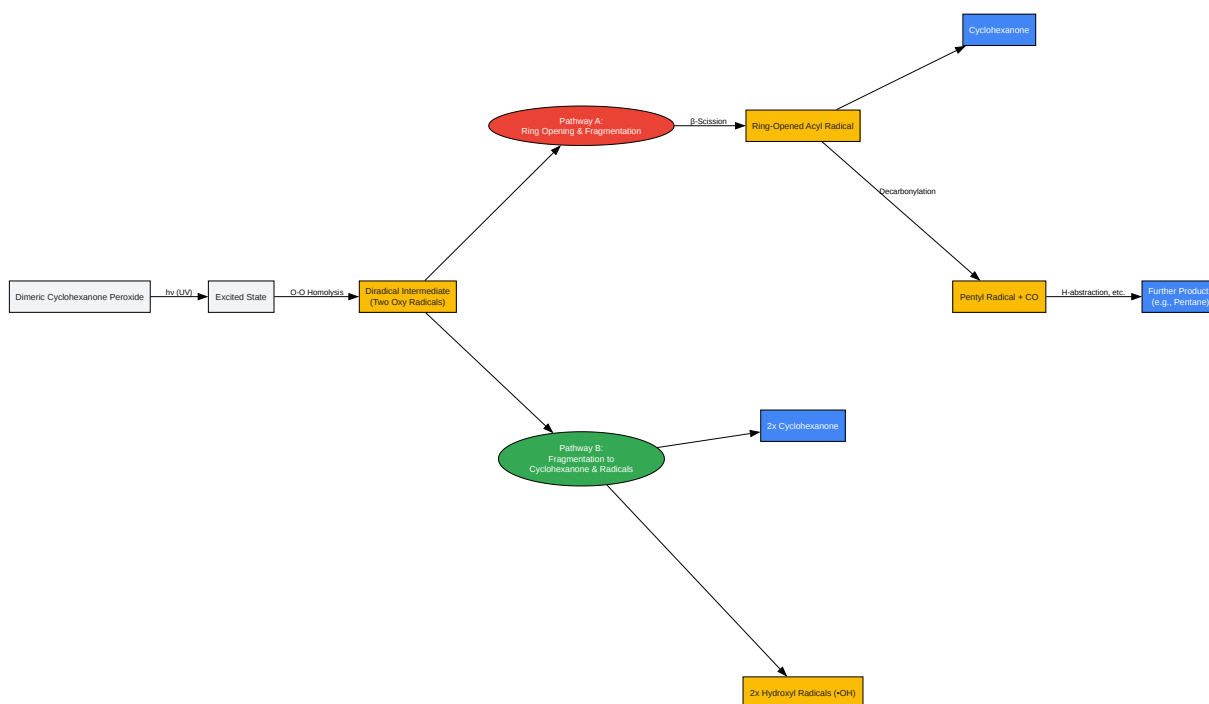 Cyclohexanone
Pathway A:
Ring Opening & Fragmentation
β-Scission
Ring-Opened Acyl Radical
Decarbonylation
Dimeric Cyclohexanone Peroxide
hν (UV)
Excited State
O-O Homolysis
Diradical Intermediate
(Two Oxy Radicals)
Pentyl Radical + CO
H-abstraction, etc.
Further Product
(e.g., Pentane)
2x Cyclohexanone
Pathway B:
Fragmentation to
Cyclohexanone & Radicals
2x Hydroxyl Radicals (•OH)